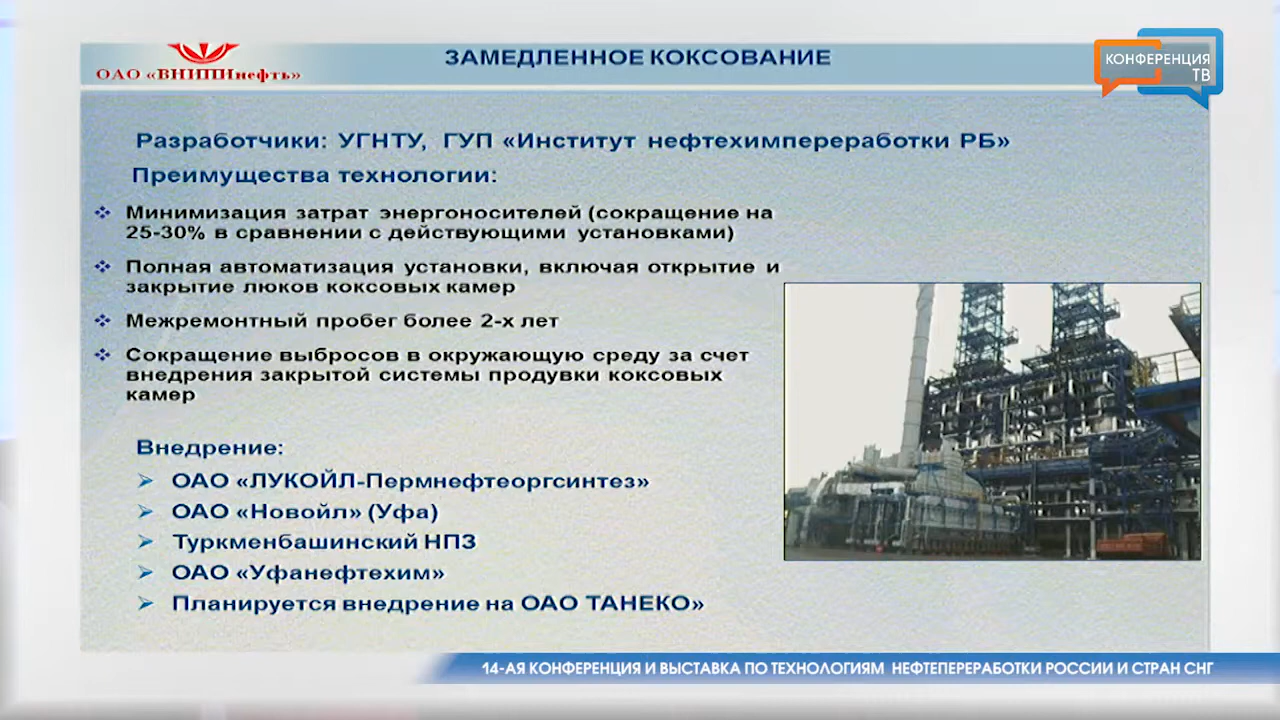 ОАО «ВНИПИнефть»
ЗАМЕДЛЕННОЕ КОКСОВАНИЕ
КОНФЕРЕНЦИЯ
ТВ
Разработчики: УГНТУ, ГУП «Институт нефтехимпереработки РБ»
Преимущества технологии:
Минимизация затрат энергоносителей (сокращение на
25-30% в сравнении с действующими установками)
Полная автоматизация установки, включая открытие и
закрытие люков коксовых камер
Межремонтный пробег более 2-х лет
Сокращение выбросов в окружающую среду за счет
внедрения закрытой системы продувки коксовых
камер
Внедрение:
ОАО «ЛУКОЙЛ-Пермнефтеоргсинтез»
ОАО «Новойл» (Уфа)
Туркменбашинский НПЗ
ОАО «Уфанефтехим»
Планируется внедрение на ОАО ТАНЕКО»
14-АЯ КОНФЕРЕНЦИЯ И ВЫСТАВКА ПО ТЕХНОЛОГИЯМ НЕФТЕПЕРЕРАБОТКИ РОССИИ И СТРАН СНГ